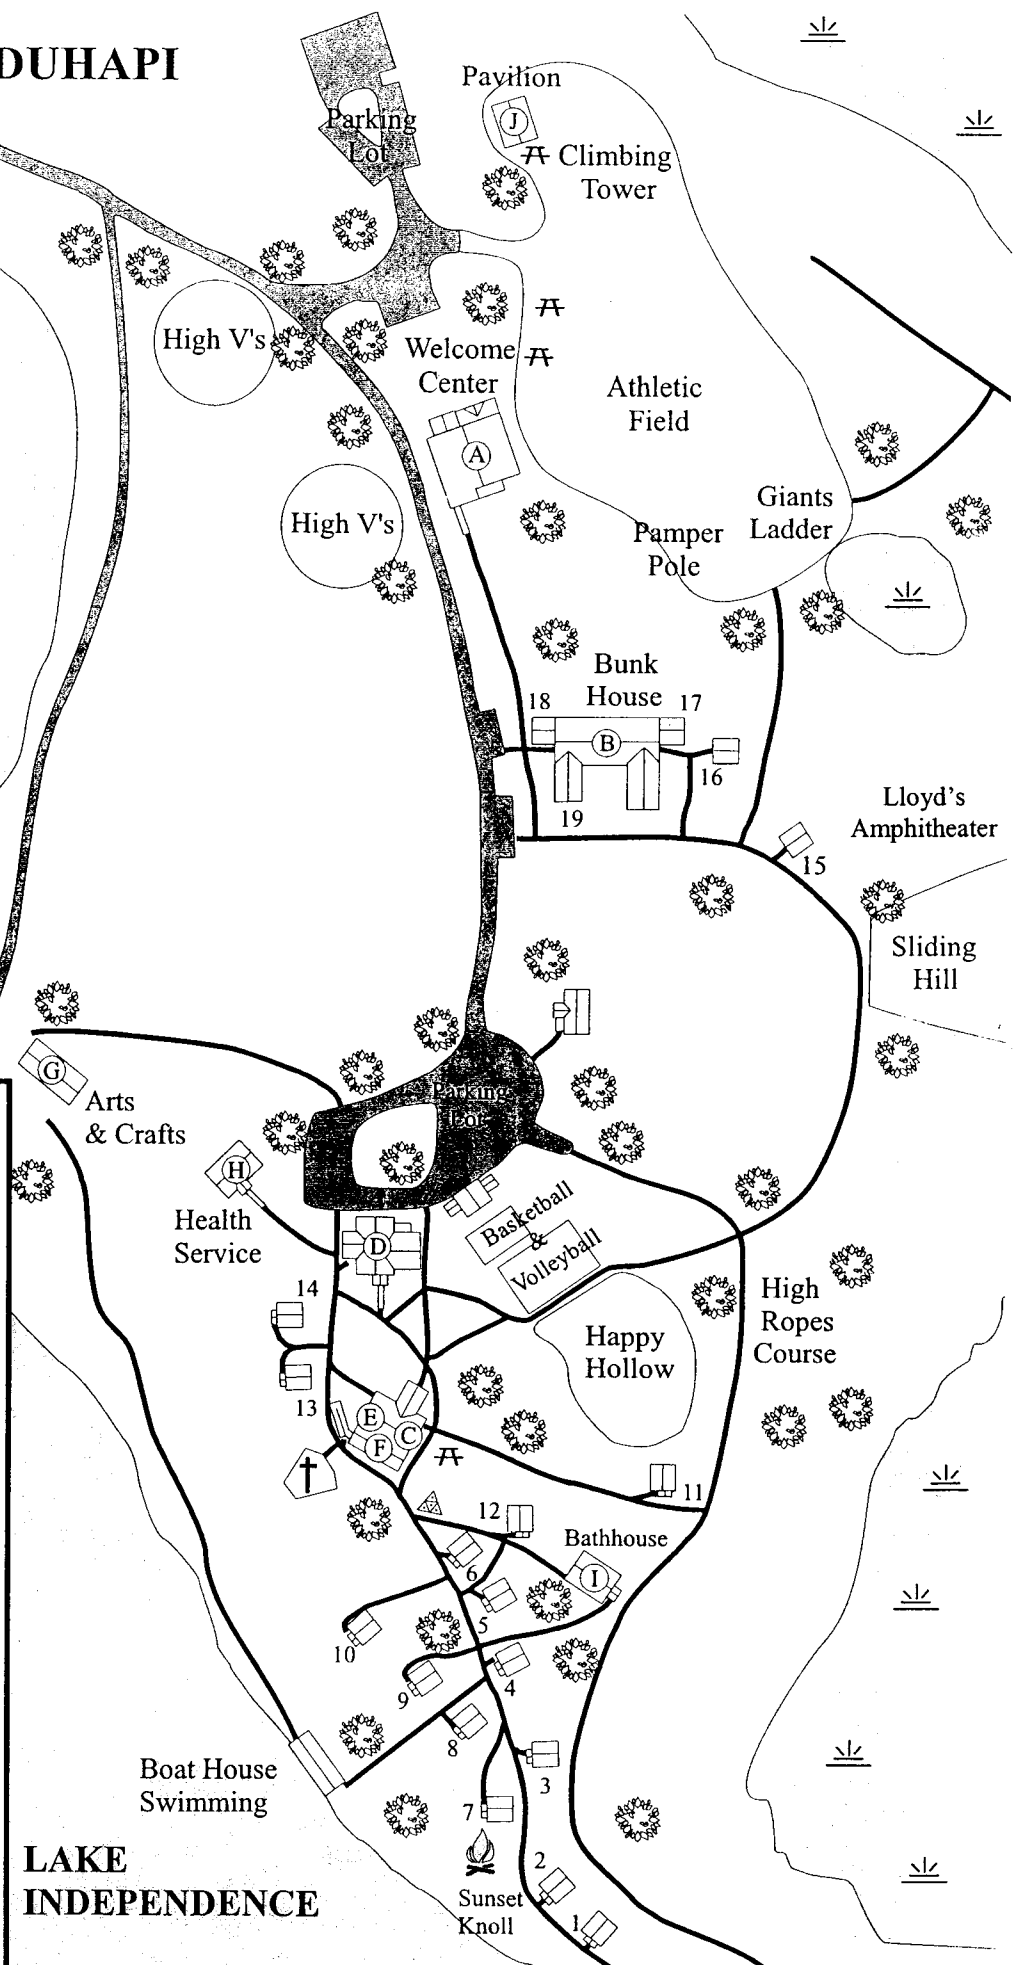 DUHAPI
Pavilion
J
Parking
Lot
Climbing
Tower
High V's
Welcome
Center
A
Athletic
Field
High V's
Giants
Ladder
Pamper
Pole
Bunk
House
18
17
B
16
19
Lloyd's
Amphitheater
15
Sliding
Hill
G
Arts
& Crafts
Parking
Lot
H
Health
Service
D
Basketball
&
Volleyball
14
High
Ropes
Course
Happy
Hollow
13
E
C
F
11
12
Bathhouse
6
I
5
10
9
4
8
3
Boat House
Swimming
7
2
Sunset
Knoll
1
LAKE
INDEPENDENCE